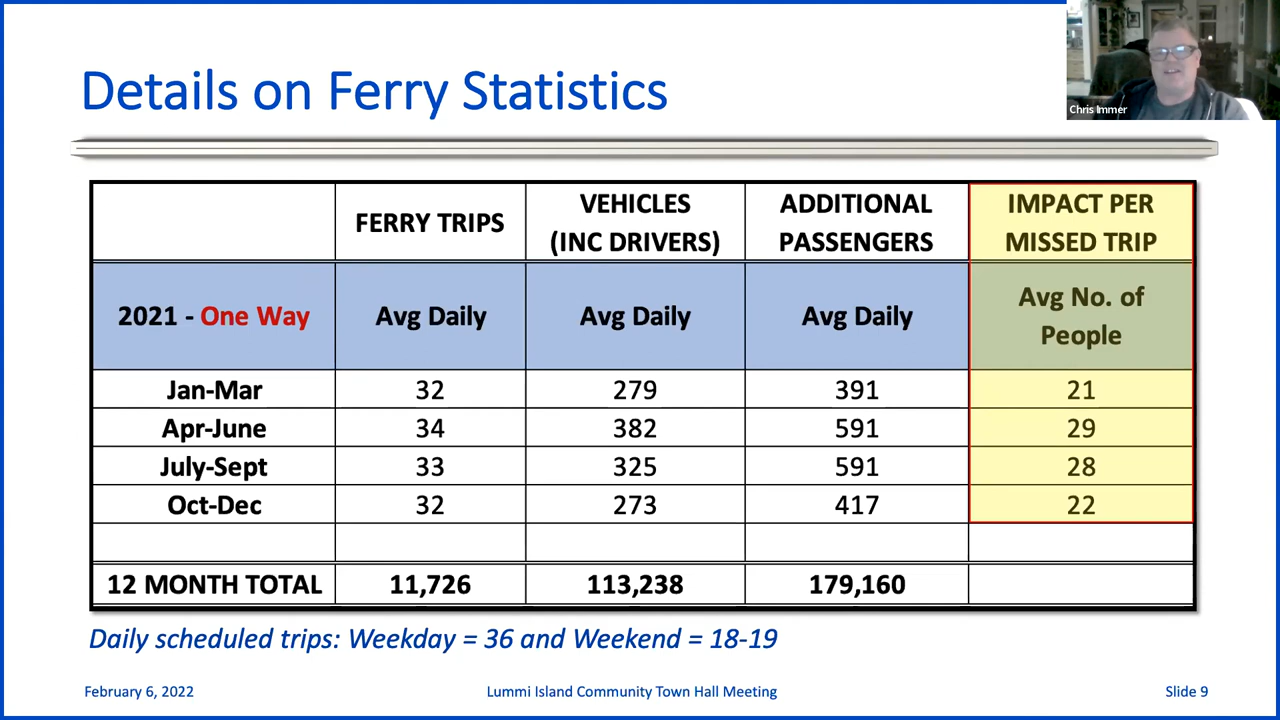 Details on Ferry Statistics
Chris Immer
FERRY TRIPS
VEHICLES
(INC DRIVERS)
ADDITIONAL
PASSENGERS
IMPACT PER
MISSED TRIP
2021 - One Way
Avg Daily
Avg Daily
Avg Daily
Avg No. of
People
Jan-Mar 32 279 391 21
Apr-June 34 382 591 29
July-Sept 33 325 591 28
Oct-Dec 32 273 417 22
12 MONTH TOTAL 11,726 113,238 179,160
Daily scheduled trips: Weekday = 36 and Weekend = 18-19
February 6, 2022 Lummi Island Community Town Hall Meeting Slide 9